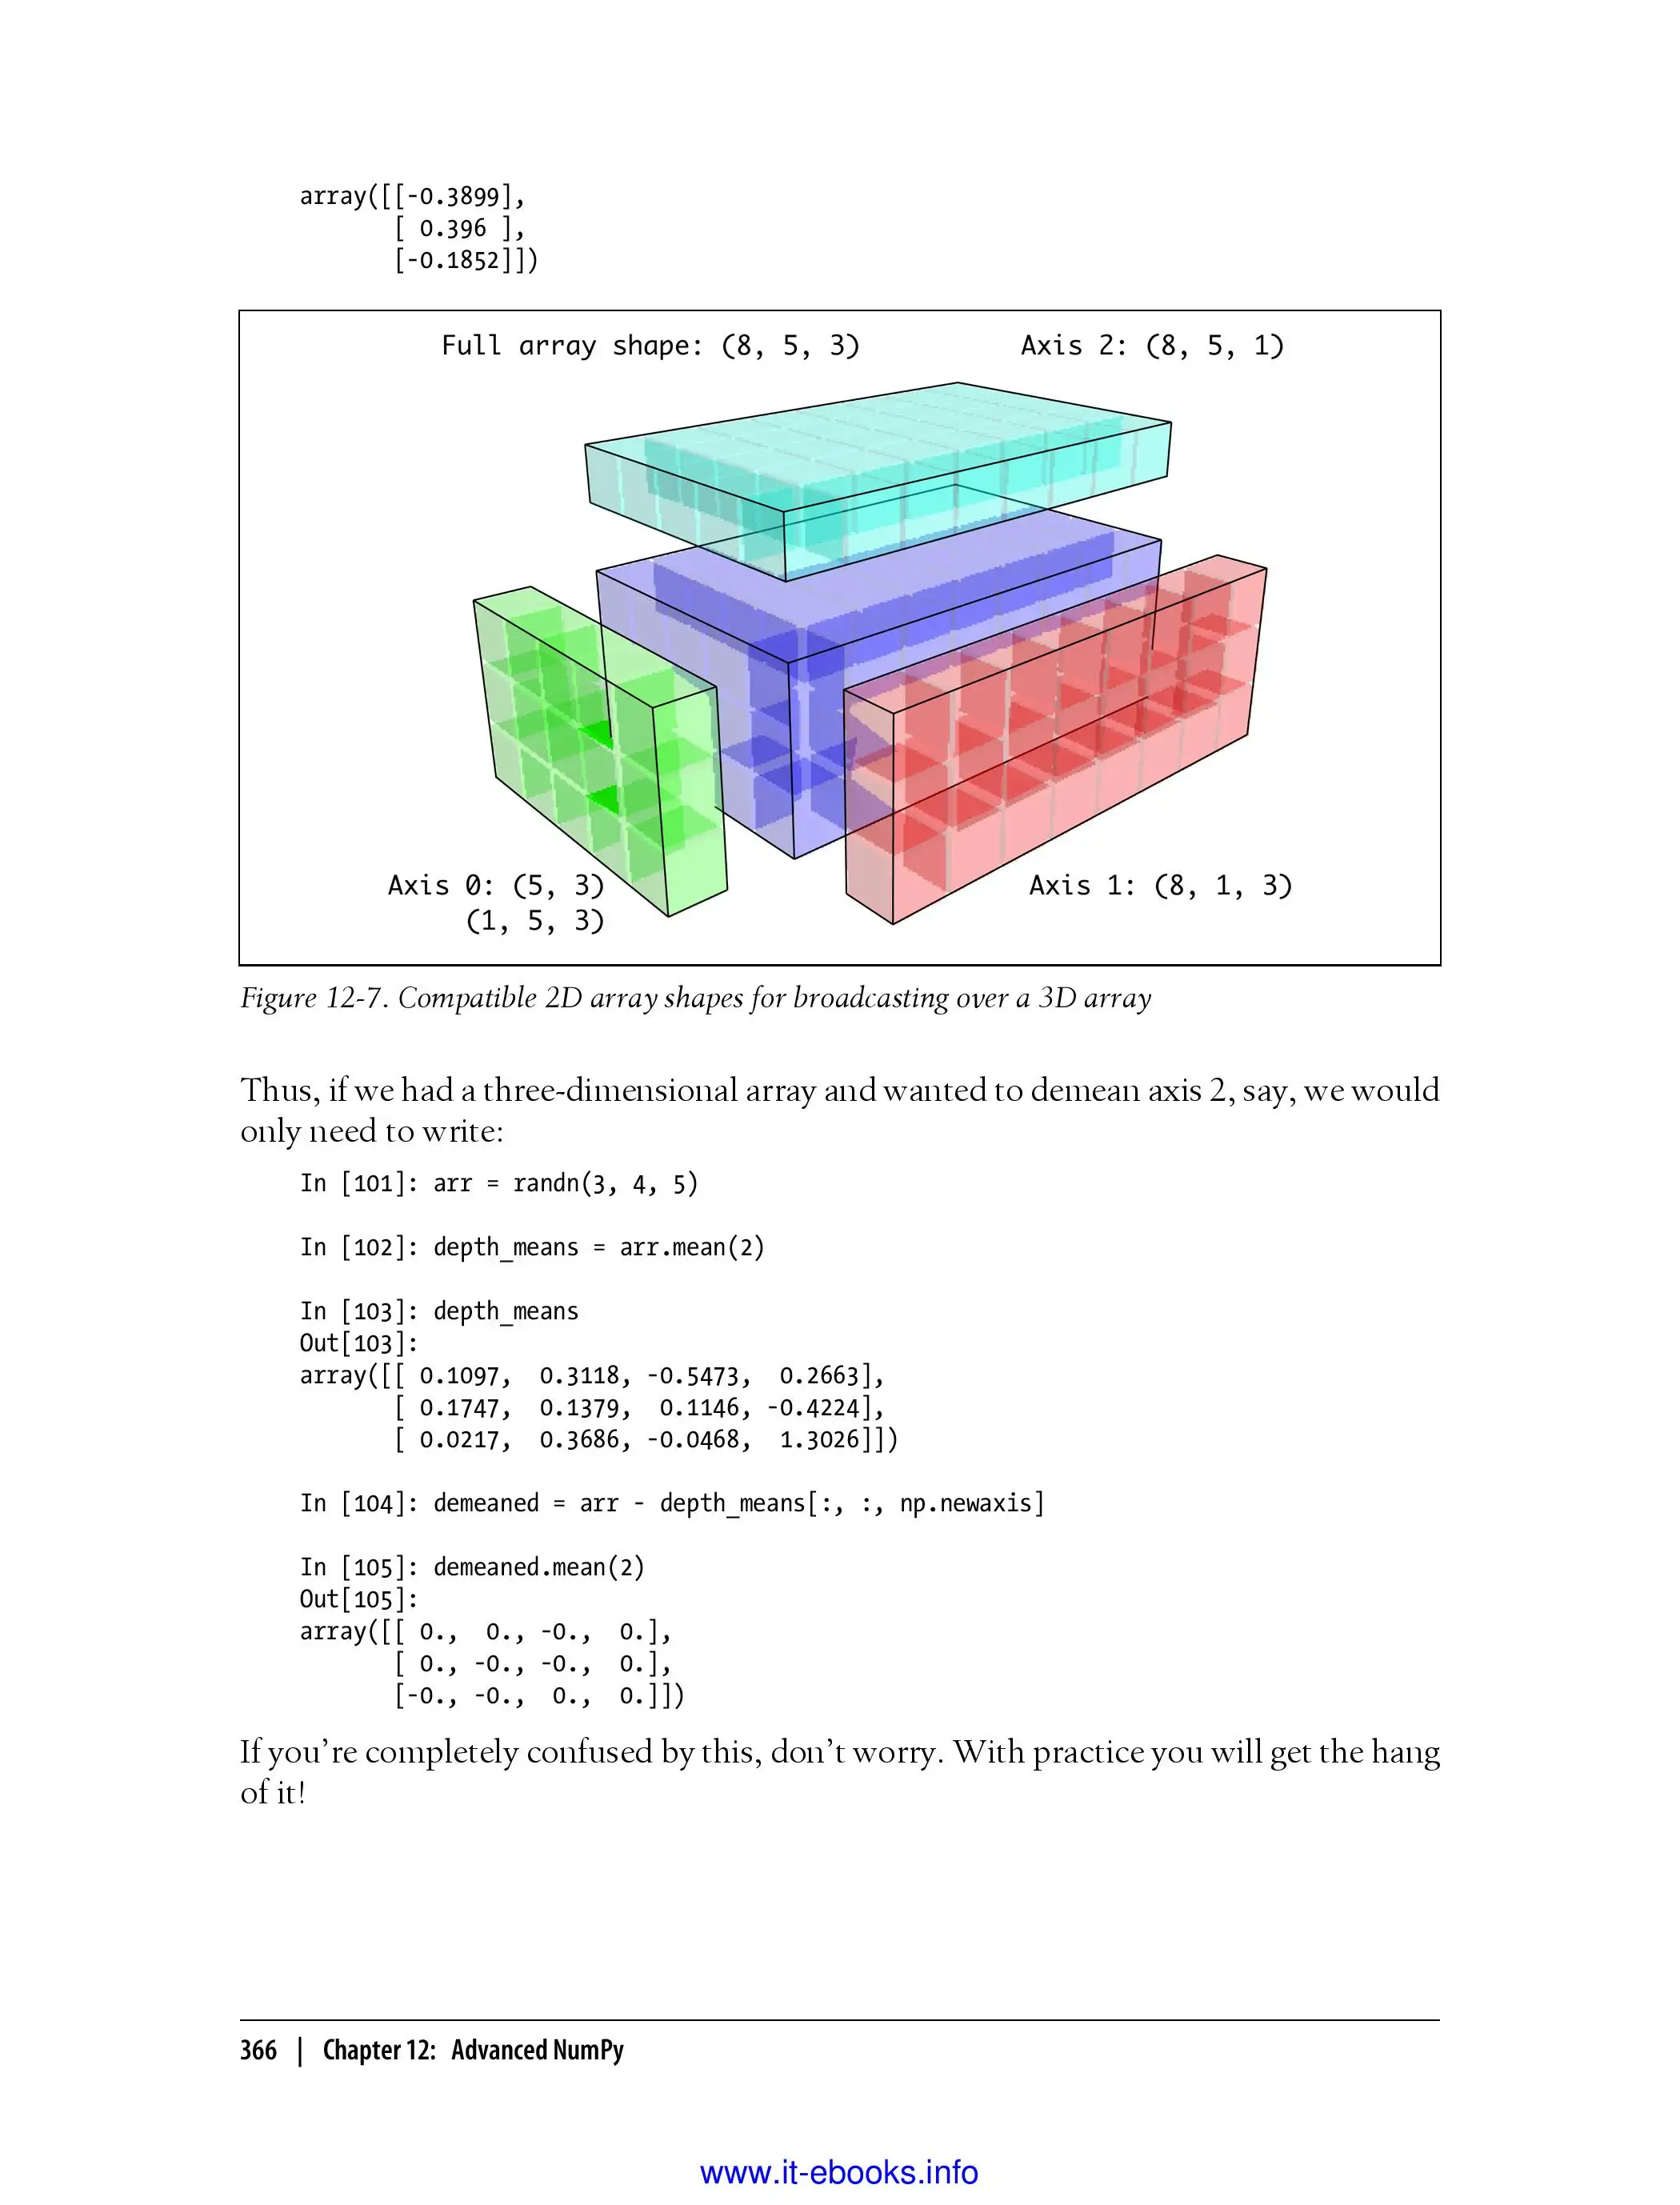 array([[-0.3899],
       [ 0.396 ],
       [-0.1852]])
Full array shape: (8, 5, 3)
Axis 2: (8, 5, 1)
Axis 0: (5, 3)
(1, 5, 3)
Axis 1: (8, 1, 3)
Figure 12-7. Compatible 2D array shapes for broadcasting over a 3D array
Thus, if we had a three-dimensional array and wanted to demean axis 2, say, we would
only need to write:
In [101]: arr = randn(3, 4, 5)
In [102]: depth_means = arr.mean(2)
In [103]: depth_means
Out[103]:
array([[ 0.1097,  0.3118, -0.5473,  0.2663],
       [ 0.1747,  0.1379,  0.1146, -0.4224],
       [ 0.0217,  0.3686, -0.0468,  1.3026]])
In [104]: demeaned = arr - depth_means[:, :, np.newaxis]
In [105]: demeaned.mean(2)
Out[105]:
array([[ 0.,  0., -0.,  0.],
       [ 0., -0., -0.,  0.],
       [-0., -0.,  0.,  0.]])
If you’re completely confused by this, don’t worry. With practice you will get the hang
of it!
366 | Chapter 12: Advanced NumPy
www.it-ebooks.info